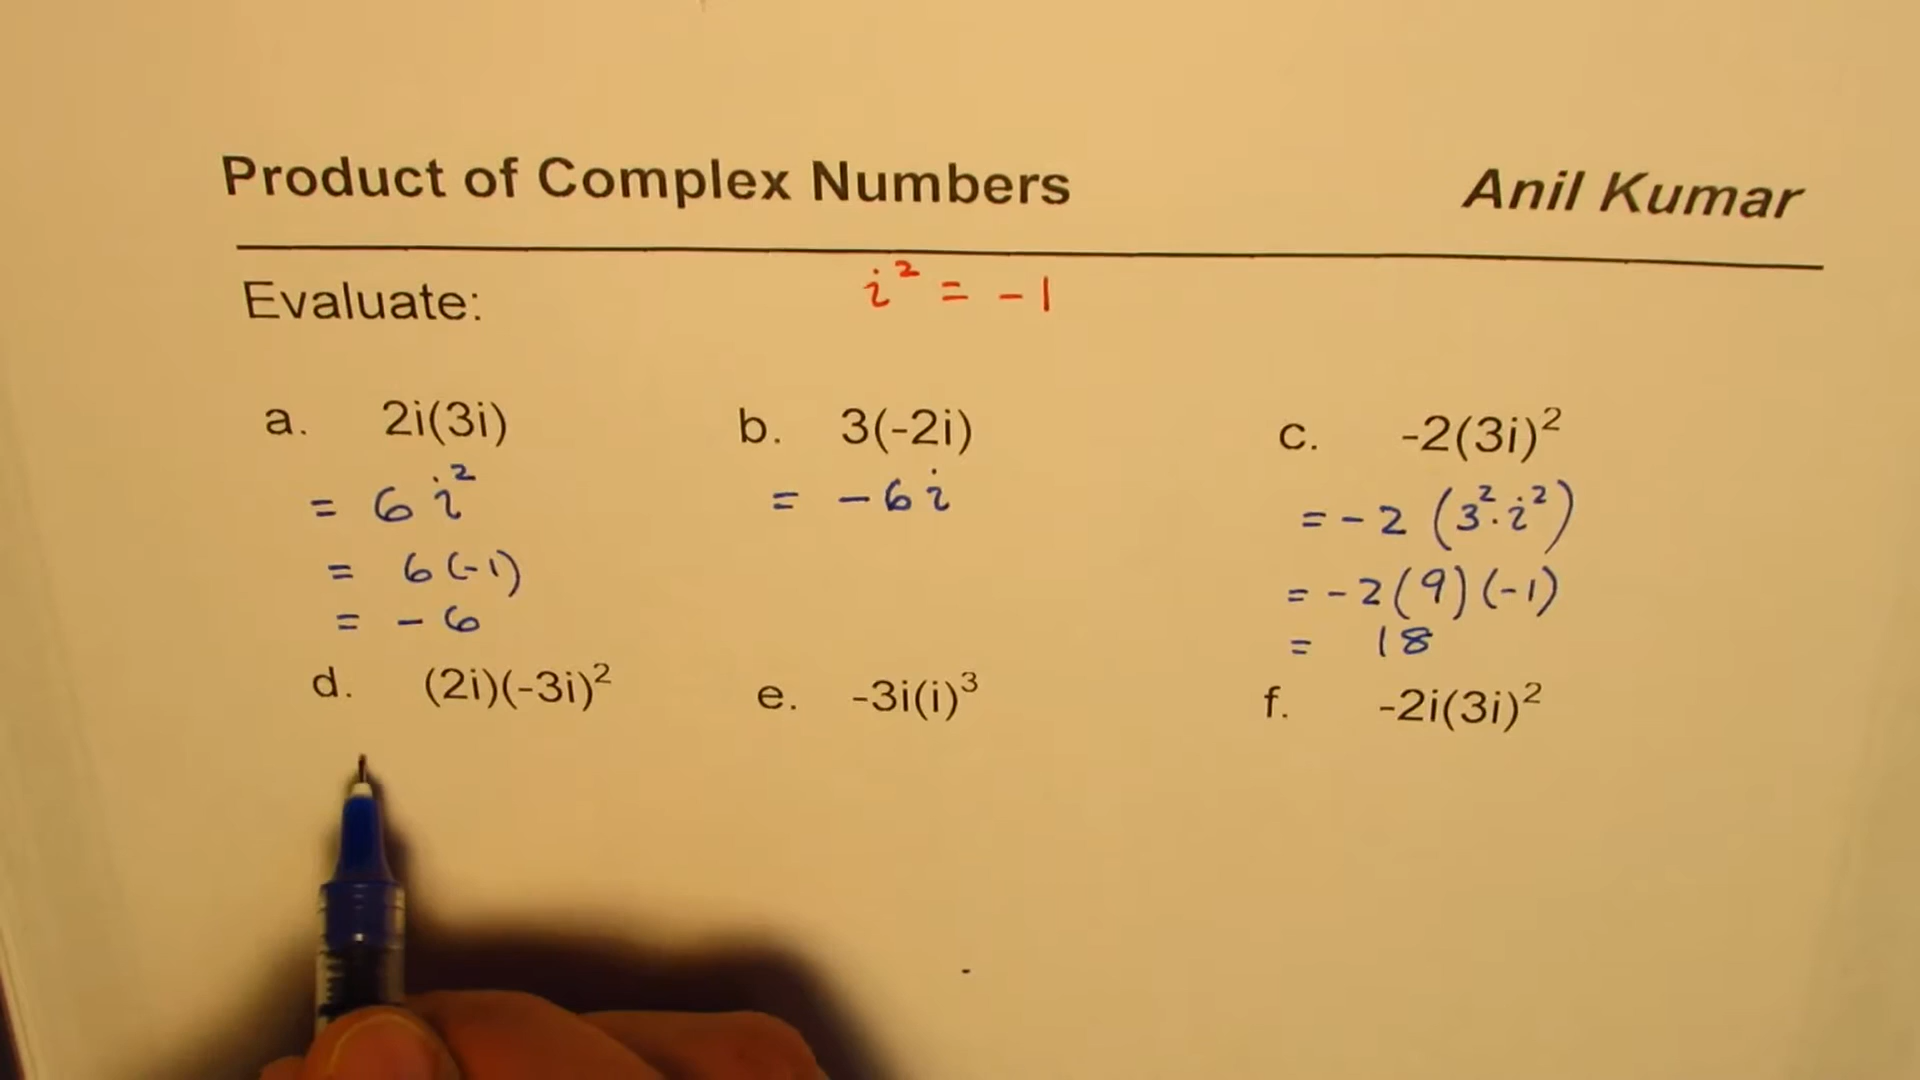 Product of Complex Numbers Anil Kumar
Evaluate: i² = -1
a. 2i(3i) b. 3(-2i) c. -2(3i)²
= 6i² = -6i = -2(3²·i²)
= 6(-1) = -2(9)(-1)
= -6 = 18
d. (2i)(-3i)² e. -3i(i)³ f. -2i(3i)²